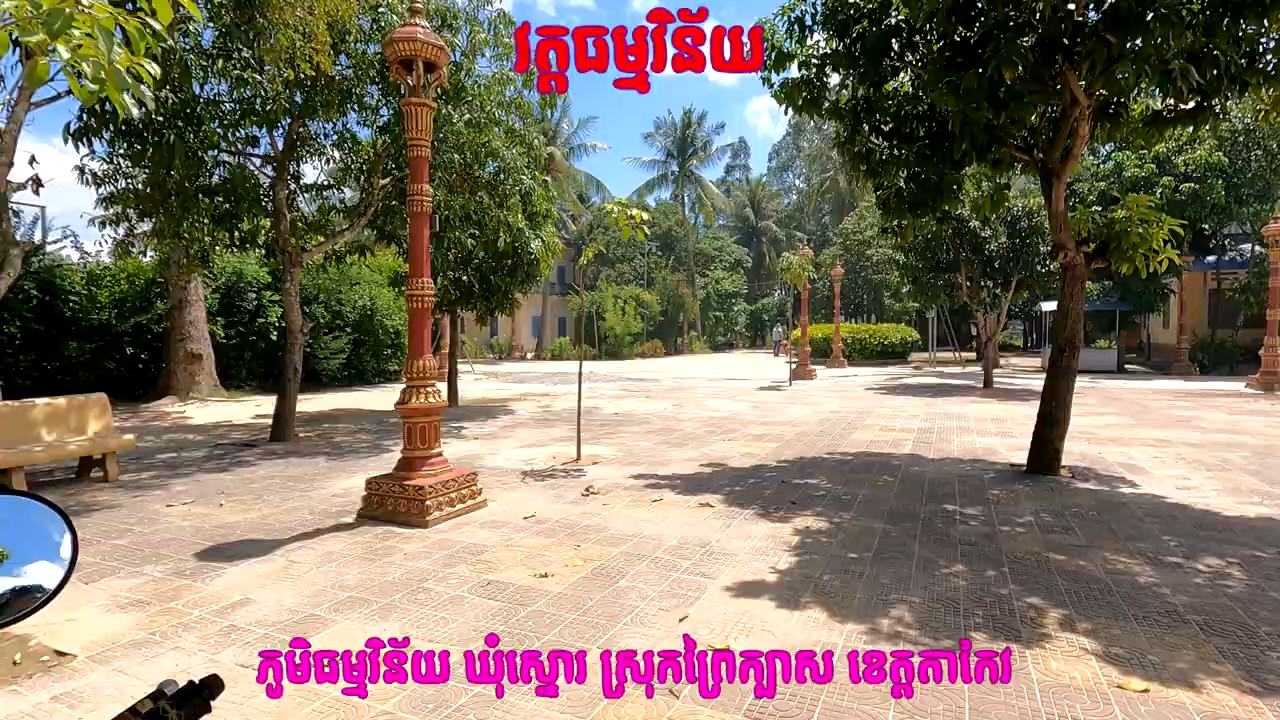 វត្តធម្មវិន័យ
ភូមិធម្មវិន័យ ឃុំស្នោរ ស្រុកព្រៃក្បាស ខេត្តតាកែវ